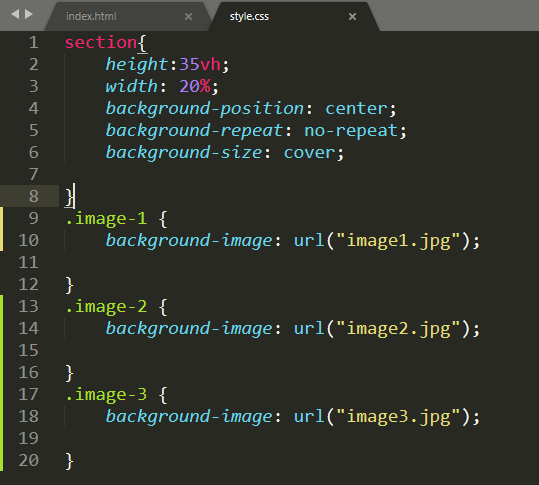 index.html × style.css ×
1 section{
2 height:35vh;
3 width: 20%;
4 background-position: center;
5 background-repeat: no-repeat;
6 background-size: cover;
7
8 }
9 .image-1 {
10 background-image: url("image1.jpg");
11
12 }
13 .image-2 {
14 background-image: url("image2.jpg");
15
16 }
17 .image-3 {
18 background-image: url("image3.jpg");
19
20 }